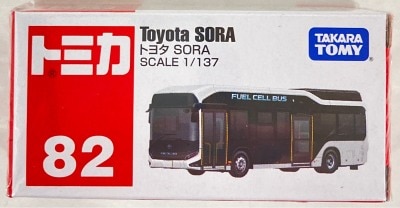 トミカ
82
Toyota SORA
トヨタ SORA
SCALE 1/137
TAKARA
TOMY
FUEL CELL BUS